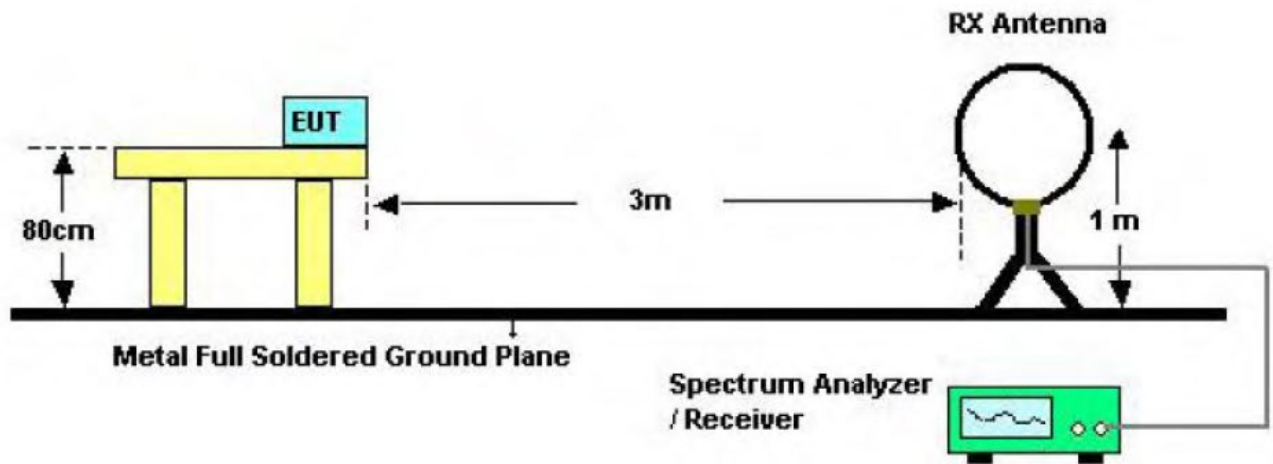 RX Antenna
EUT
80cm
3m
1 m
Metal Full Soldered Ground Plane
Spectrum Analyzer
/ Receiver